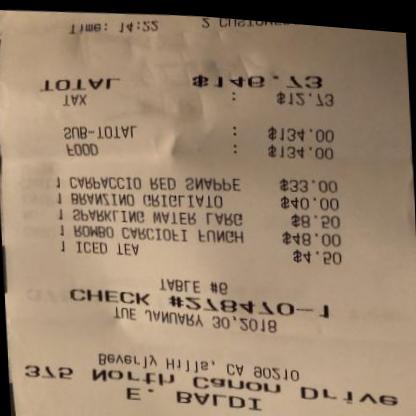 E. BALDI
375 North Canon Drive
Beverly Hills, CA 90210
TUE JANUARY 30,2018
CHECK #278470-1
TABLE #6
1 ICED TEA $4.50
1 ROMBO CARCIOFI FUNGH $48.00
1 SPARKLING WATER LARG $8.50
1 BRANZINO GRIGLIATO $40.00
1 CARPACCIO RED SNAPPE $33.00
FOOD : $134.00
SUB-TOTAL : $134.00
TAX : $12.73
TOTAL $146.73
Time: 14:22 2